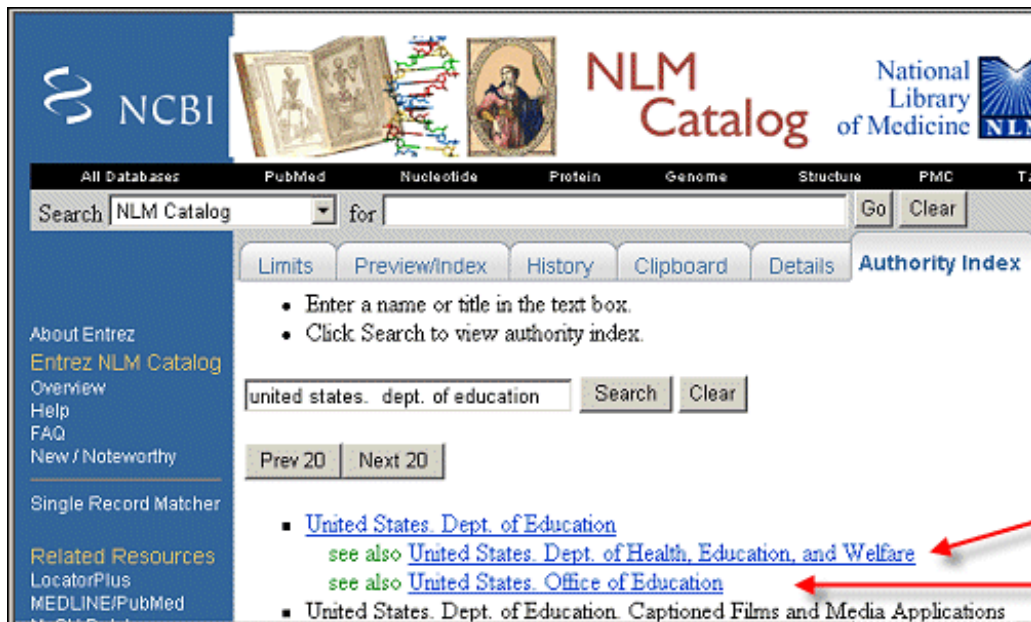 NCBI
NLM
Catalog
National
Library
of Medicine
All Databases PubMed Nucleotide Protein Genome Structure PMC
Search NLM Catalog for Go Clear
Limits Preview/Index History Clipboard Details Authority Index
• Enter a name or title in the text box.
• Click Search to view authority index.
united states. dept. of education Search Clear
Prev 20 Next 20
About Entrez
Entrez NLM Catalog
Overview
Help
FAQ
New / Noteworthy
Single Record Matcher
Related Resources
LocatorPlus
MEDLINE/PubMed
United States. Dept. of Education
see also United States. Dept. of Health, Education, and Welfare
see also United States. Office of Education
United States. Dept. of Education. Captioned Films and Media Applications